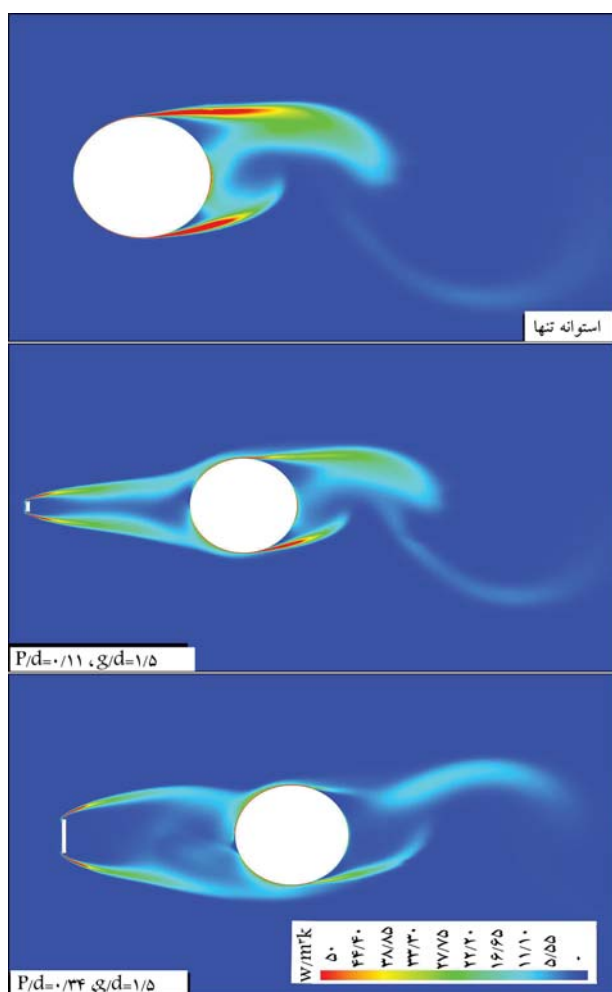 استوانه تنها
P/d=۰/۱۱ ، g/d=۱/۵
P/d=۰/۳۴ g/d=۱/۵
w/m³k
۵۰
۴۴/۴۰
۳۸/۸۵
۳۳/۳۰
۲۷/۷۵
۲۲/۲۰
۱۶/۶۵
۱۱/۱۰
۵/۵۵
۰